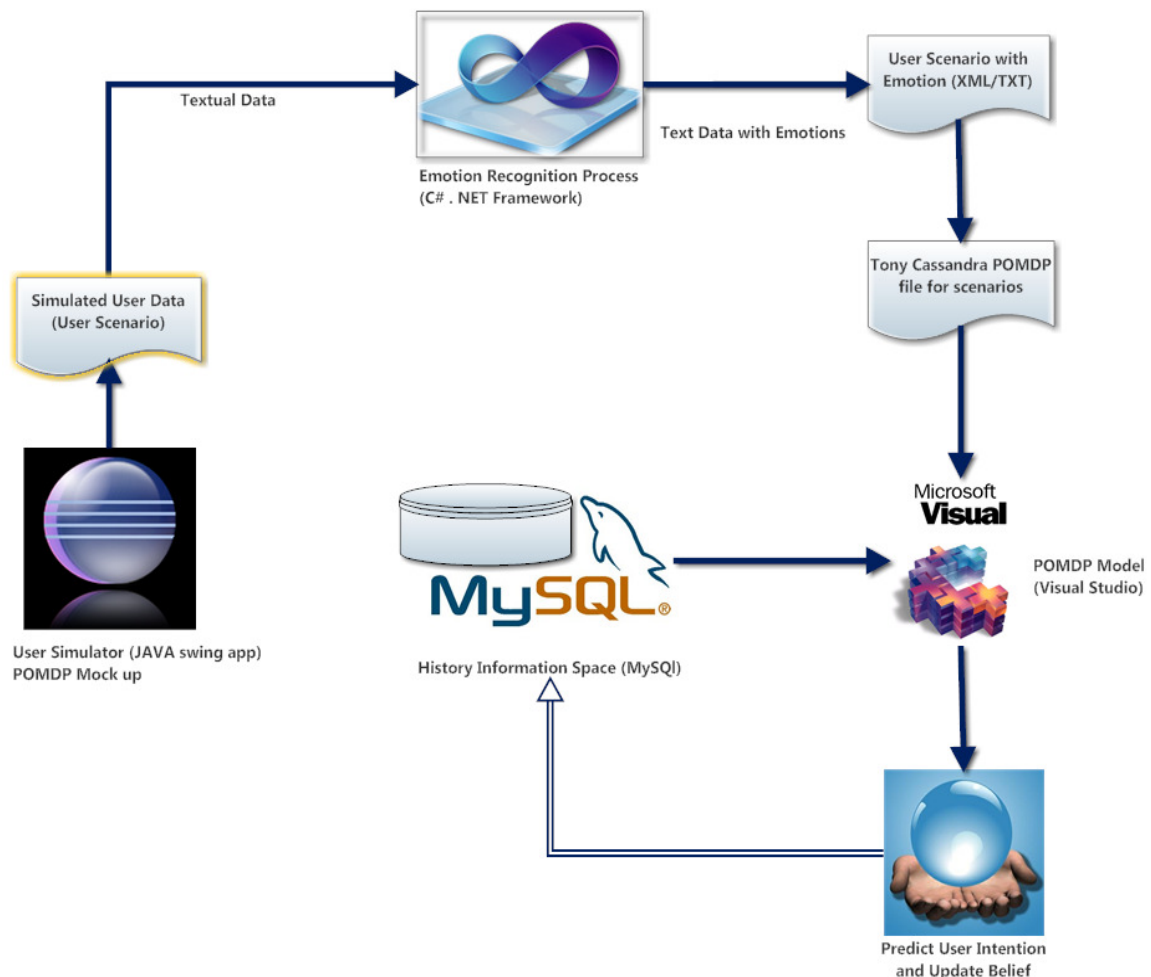 Textual Data
Emotion Recognition Process
(C# . NET Framework)
Text Data with Emotions
User Scenario with
Emotion (XML/TXT)
Simulated User Data
(User Scenario)
Tony Cassandra POMDP
file for scenarios
User Simulator (JAVA swing app)
POMDP Mock up
MySQL®
History Information Space (MySQl)
Microsoft
Visual
POMDP Model
(Visual Studio)
Predict User Intention
and Update Belief